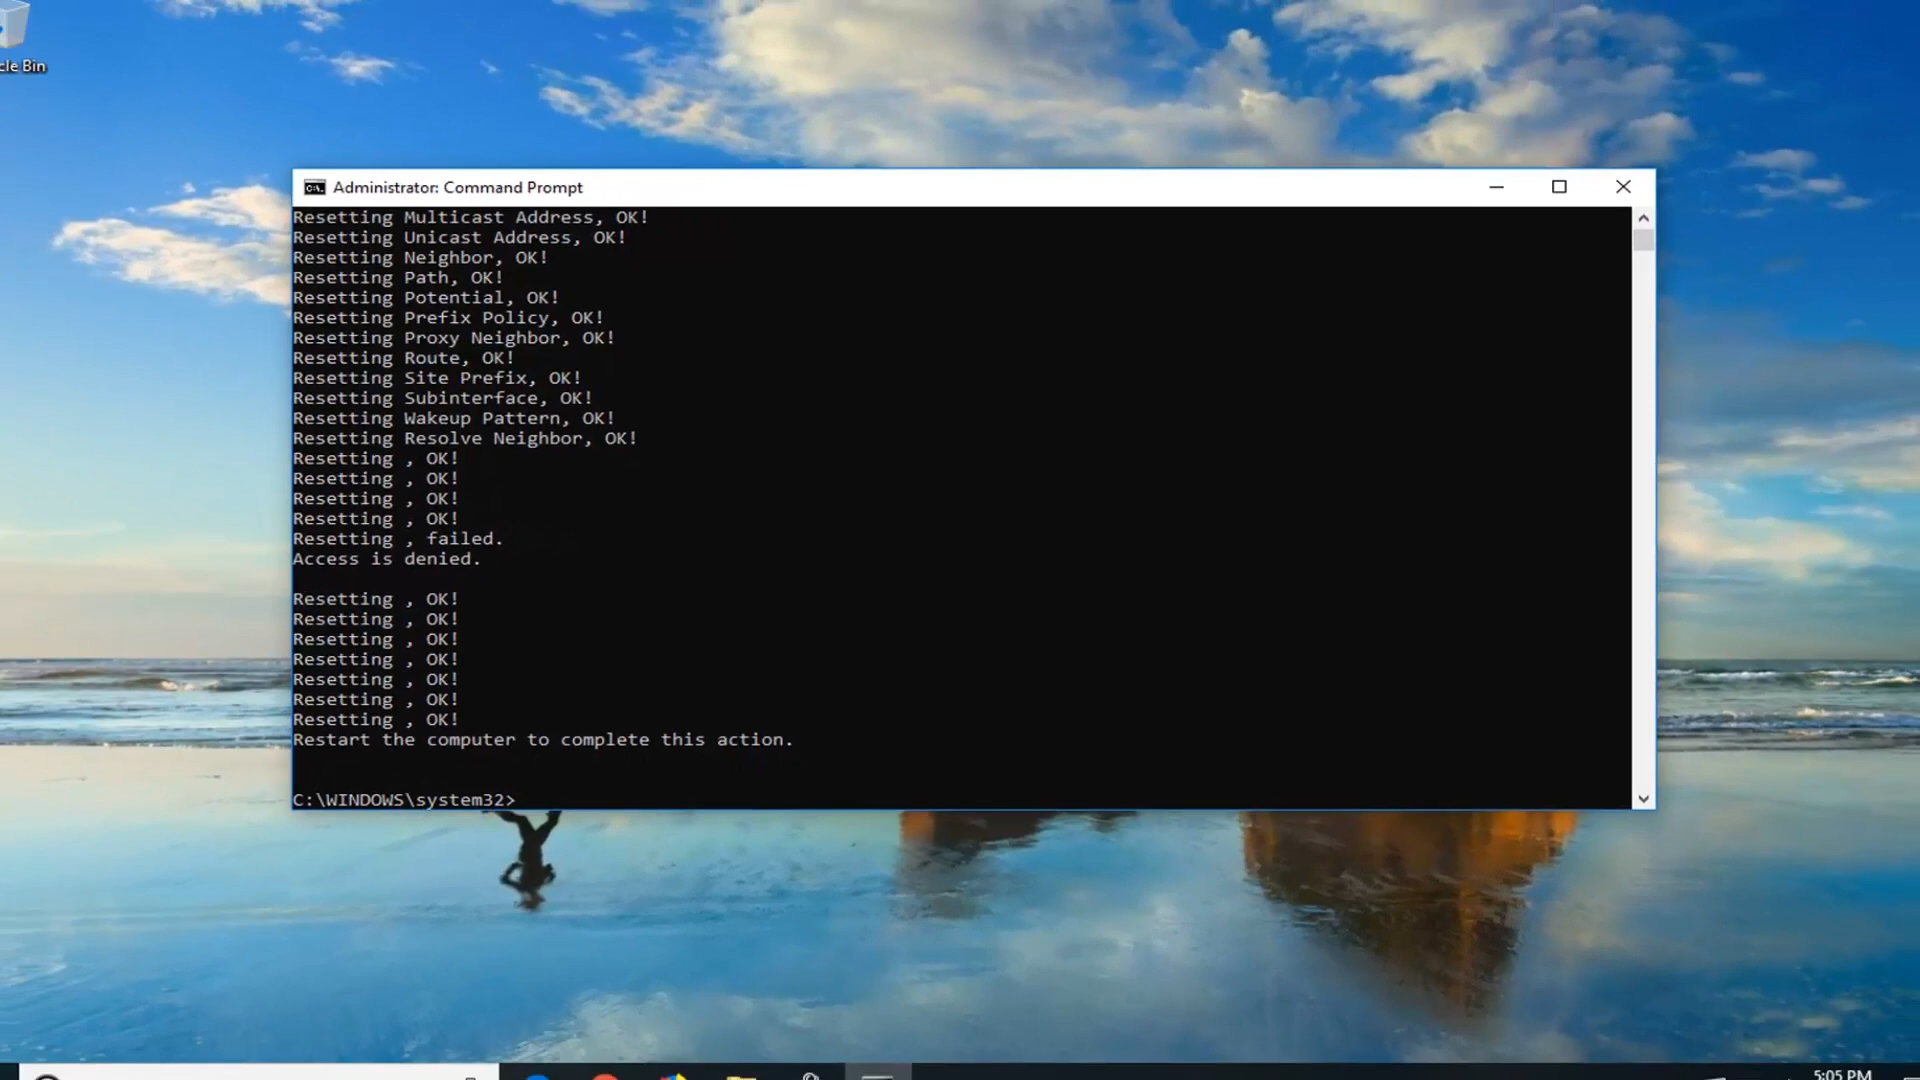 cle Bin
Administrator: Command Prompt
Resetting Multicast Address, OK!
Resetting Unicast Address, OK!
Resetting Neighbor, OK!
Resetting Path, OK!
Resetting Potential, OK!
Resetting Prefix Policy, OK!
Resetting Proxy Neighbor, OK!
Resetting Route, OK!
Resetting Site Prefix, OK!
Resetting Subinterface, OK!
Resetting Wakeup Pattern, OK!
Resetting Resolve Neighbor, OK!
Resetting , OK!
Resetting , OK!
Resetting , OK!
Resetting , OK!
Resetting , failed.
Access is denied.
Resetting , OK!
Resetting , OK!
Resetting , OK!
Resetting , OK!
Resetting , OK!
Resetting , OK!
Resetting , OK!
Restart the computer to complete this action.
C:\WINDOWS\system32>
5:05 PM